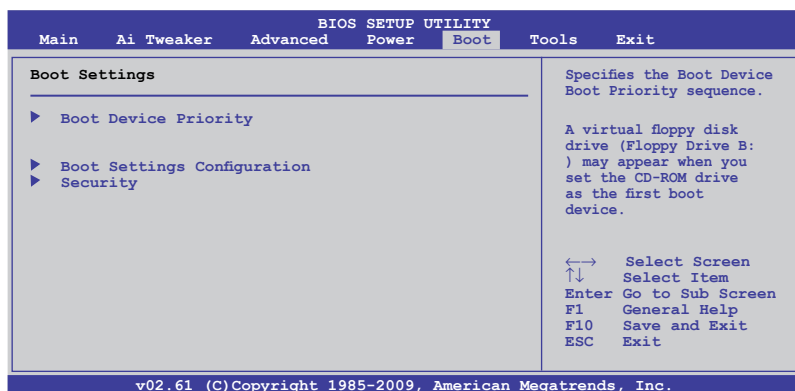 BIOS SETUP UTILITY
Main Ai Tweaker Advanced Power Boot Tools Exit
Boot Settings
Boot Device Priority
Boot Settings Configuration
Security
Specifies the Boot Device
Boot Priority sequence.
A virtual floppy disk
drive (Floppy Drive B:
) may appear when you
set the CD-ROM drive
as the first boot
device.
←→ Select Screen
↑↓ Select Item
Enter Go to Sub Screen
F1 General Help
F10 Save and Exit
ESC Exit
v02.61 (C)Copyright 1985-2009, American Megatrends, Inc.